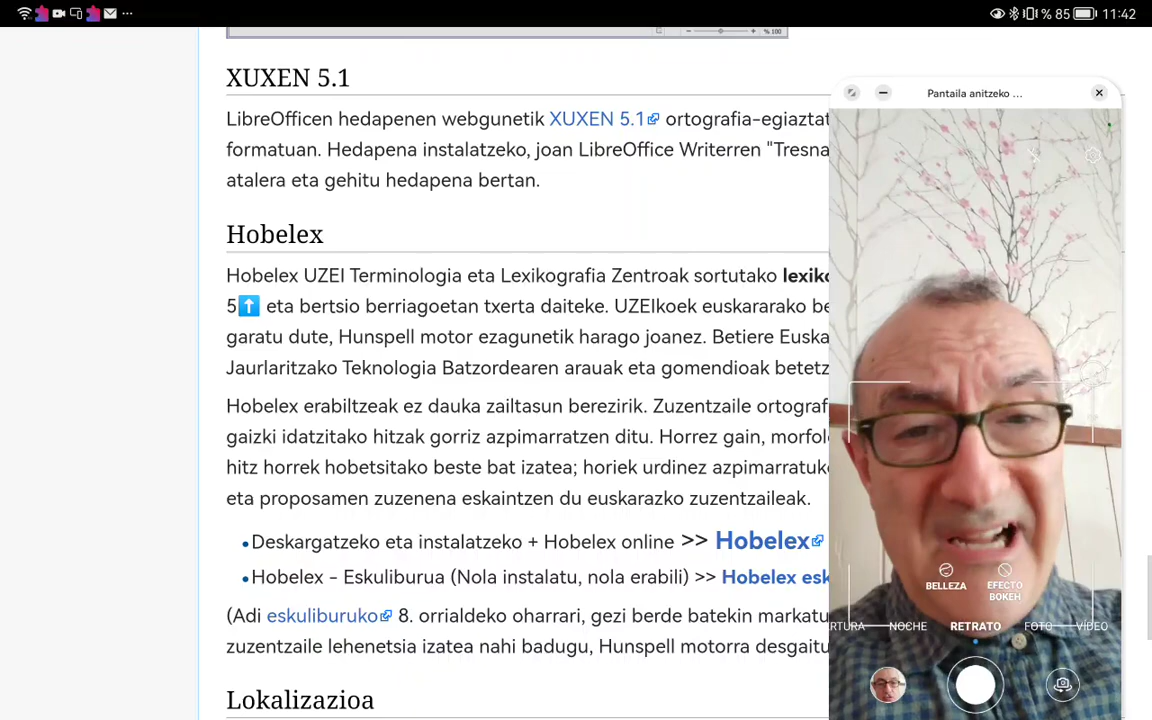 % 85
11:42
% 100
XUXEN 5.1
Pantaila anitzeko ...
LibreOfficen hedapenen webgunetik XUXEN 5.1 ortografia-egiaztat
formatuan. Hedapena instalatzeko, joan LibreOffice Writerren "Tresna
atalera eta gehitu hedapena bertan.
Hobelex
Hobelex UZEI Terminologia eta Lexikografia Zentroak sortutako lexiko
5⬆️ eta bertsio berriagoetan txerta daiteke. UZEIkoek euskararako be
garatu dute, Hunspell motor ezagunetik harago joanez. Betiere Euska
Jaurlaritzako Teknologia Batzordearen arauak eta gomendioak betetz
Hobelex erabiltzeak ez dauka zailtasun berezirik. Zuzentzaile ortograf
gaizki idatzitako hitzak gorriz azpimarratzen ditu. Horrez gain, morfolo
hitz horrek hobetsitako beste bat izatea; horiek urdinez azpimarratuko
eta proposamen zuzenena eskaintzen du euskarazko zuzentzaileak.
• Deskargatzeko eta instalatzeko + Hobelex online >> Hobelex
• Hobelex - Eskuliburua (Nola instalatu, nola erabili) >> Hobelex esk
(Adi eskuliburuko 8. orrialdeko oharrari, gezi berde batekin markatu
zuzentzaile lehenetsia izatea nahi badugu, Hunspell motorra desgaitu
Lokalizazioa
BELLEZA
EFECTO
BOKEH
ERTURA NOCHE RETRATO FOTO VÍDEO